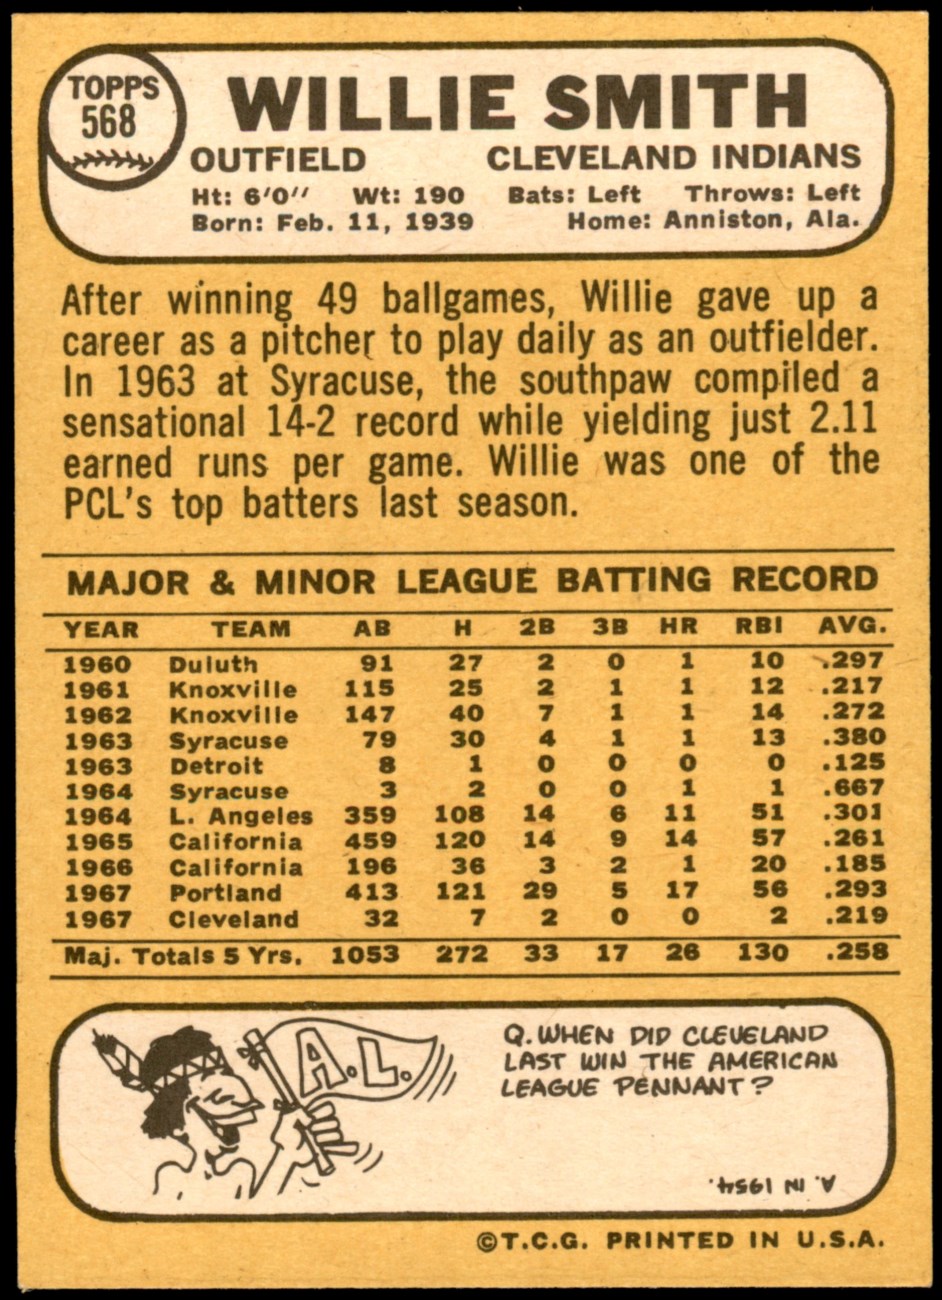 TOPPS
568
WILLIE SMITH
OUTFIELD CLEVELAND INDIANS
Ht: 6'0'' Wt: 190 Bats: Left Throws: Left
Born: Feb. 11, 1939 Home: Anniston, Ala.
After winning 49 ballgames, Willie gave up a
career as a pitcher to play daily as an outfielder.
In 1963 at Syracuse, the southpaw compiled a
sensational 14-2 record while yielding just 2.11
earned runs per game. Willie was one of the
PCL's top batters last season.
MAJOR & MINOR LEAGUE BATTING RECORD
YEAR TEAM AB H 2B 3B HR RBI AVG.
1960 Duluth 91 27 2 0 1 10 .297
1961 Knoxville 115 25 2 1 1 12 .217
1962 Knoxville 147 40 7 1 1 14 .272
1963 Syracuse 79 30 4 1 1 13 .380
1963 Detroit 8 1 0 0 0 0 .125
1964 Syracuse 3 2 0 0 1 1 .667
1964 L. Angeles 359 108 14 6 11 51 .301
1965 California 459 120 14 9 14 57 .261
1966 California 196 36 3 2 1 20 .185
1967 Portland 413 121 29 5 17 56 .293
1967 Cleveland 32 7 2 0 0 2 .219
Maj. Totals 5 Yrs. 1053 272 33 17 26 130 .258
A.L.
Q. WHEN DID CLEVELAND
LAST WIN THE AMERICAN
LEAGUE PENNANT?
A. IN 1954.
©T.C.G. PRINTED IN U.S.A.